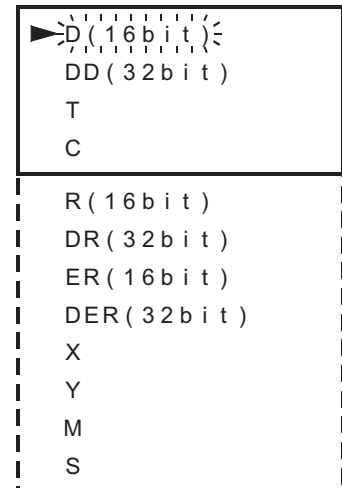 D(16bit)
DD(32bit)
T
C
R(16bit)
DR(32bit)
ER(16bit)
DER(32bit)
X
Y
M
S